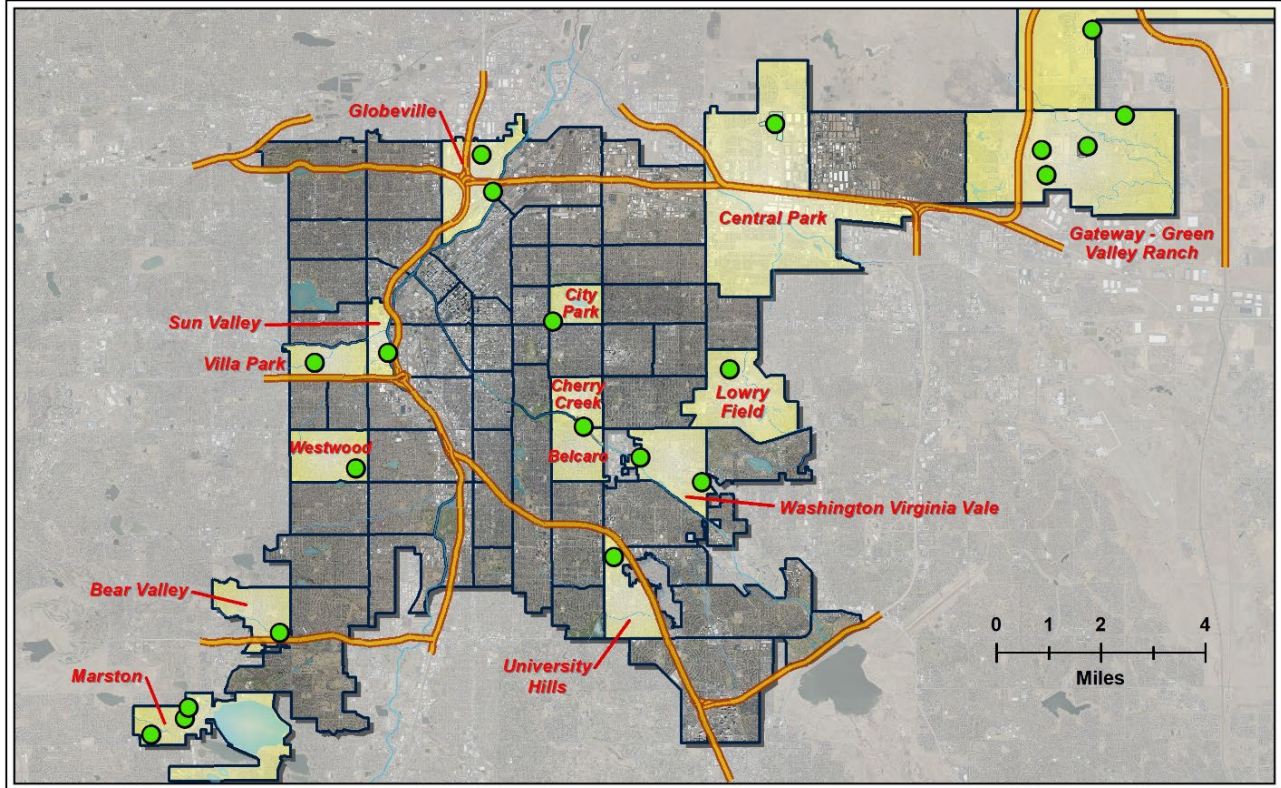 Globeville
Central Park
Gateway - Green
Valley Ranch
City
Park
Sun Valley
Villa Park
Cherry
Creek
Lowry
Field
Westwood
Belcaro
Washington Virginia Vale
Bear Valley
University
Hills
Marston
0 1 2 4
Miles